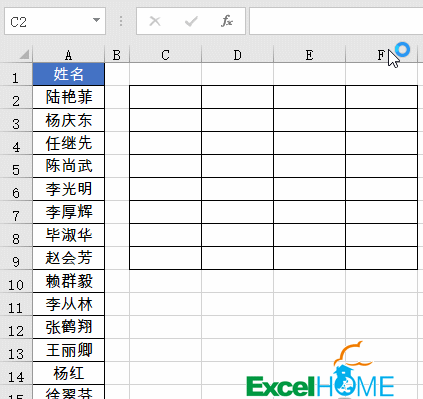 C2 fx
A B C D E F
1 姓名
2 陆艳菲
3 杨庆东
4 任继先
5 陈尚武
6 李光明
7 李厚辉
8 毕淑华
9 赵会芳
10 赖群毅
11 李从林
12 张鹤翔
13 王丽卿
14 杨红
15 徐翠芬
ExcelHOME